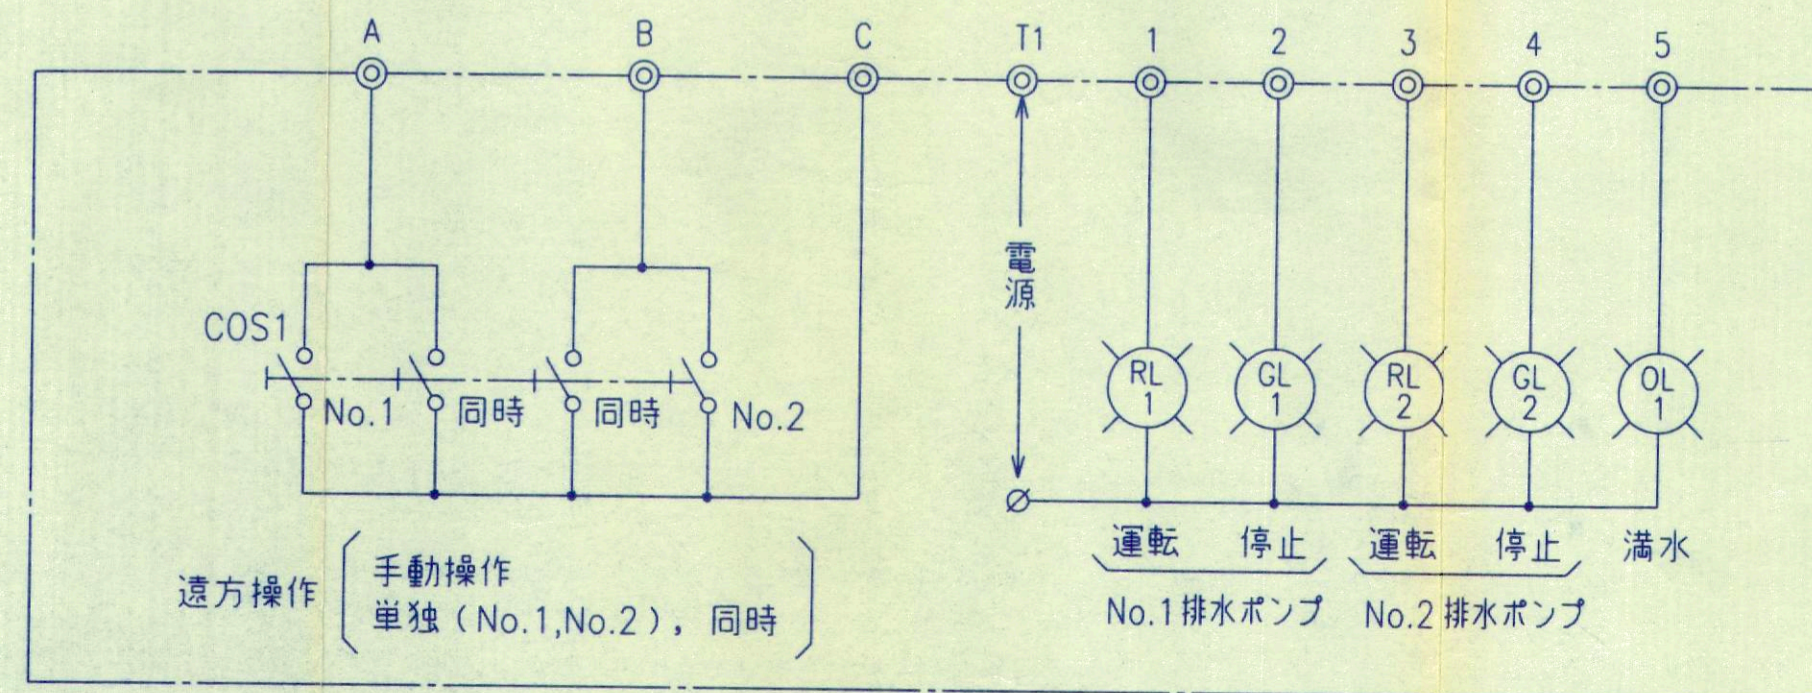 A B C T1 1 2 3 4 5
電源
COS1
No.1 同時 同時 No.2
RL 1
GL 1
RL 2
GL 2
OL 1
運転 停止 運転 停止 満水
No.1排水ポンプ No.2排水ポンプ
遠方操作
手動操作
単独(No.1,No.2), 同時